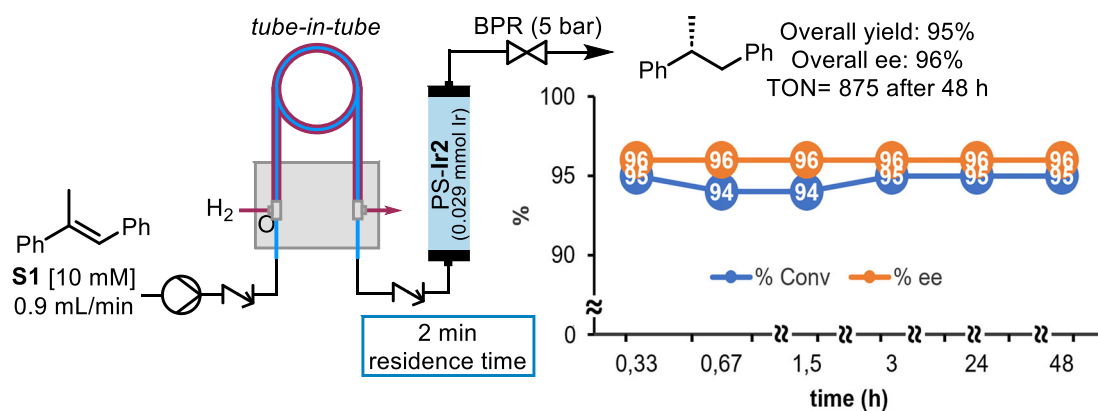 tube-in-tube
BPR (5 bar)
Ph
Ph
Overall yield: 95%
Overall ee: 96%
TON= 875 after 48 h
PS-Ir2
(0.029 mmol Ir)
H2
O
Ph
Ph
S1 [10 mM]
0.9 mL/min
2 min
residence time
100
95
90
0
%
96 96 96 96 96 96
95 94 94 95 95 95
% Conv % ee
0,33 0,67 1,5 3 24 48
time (h)